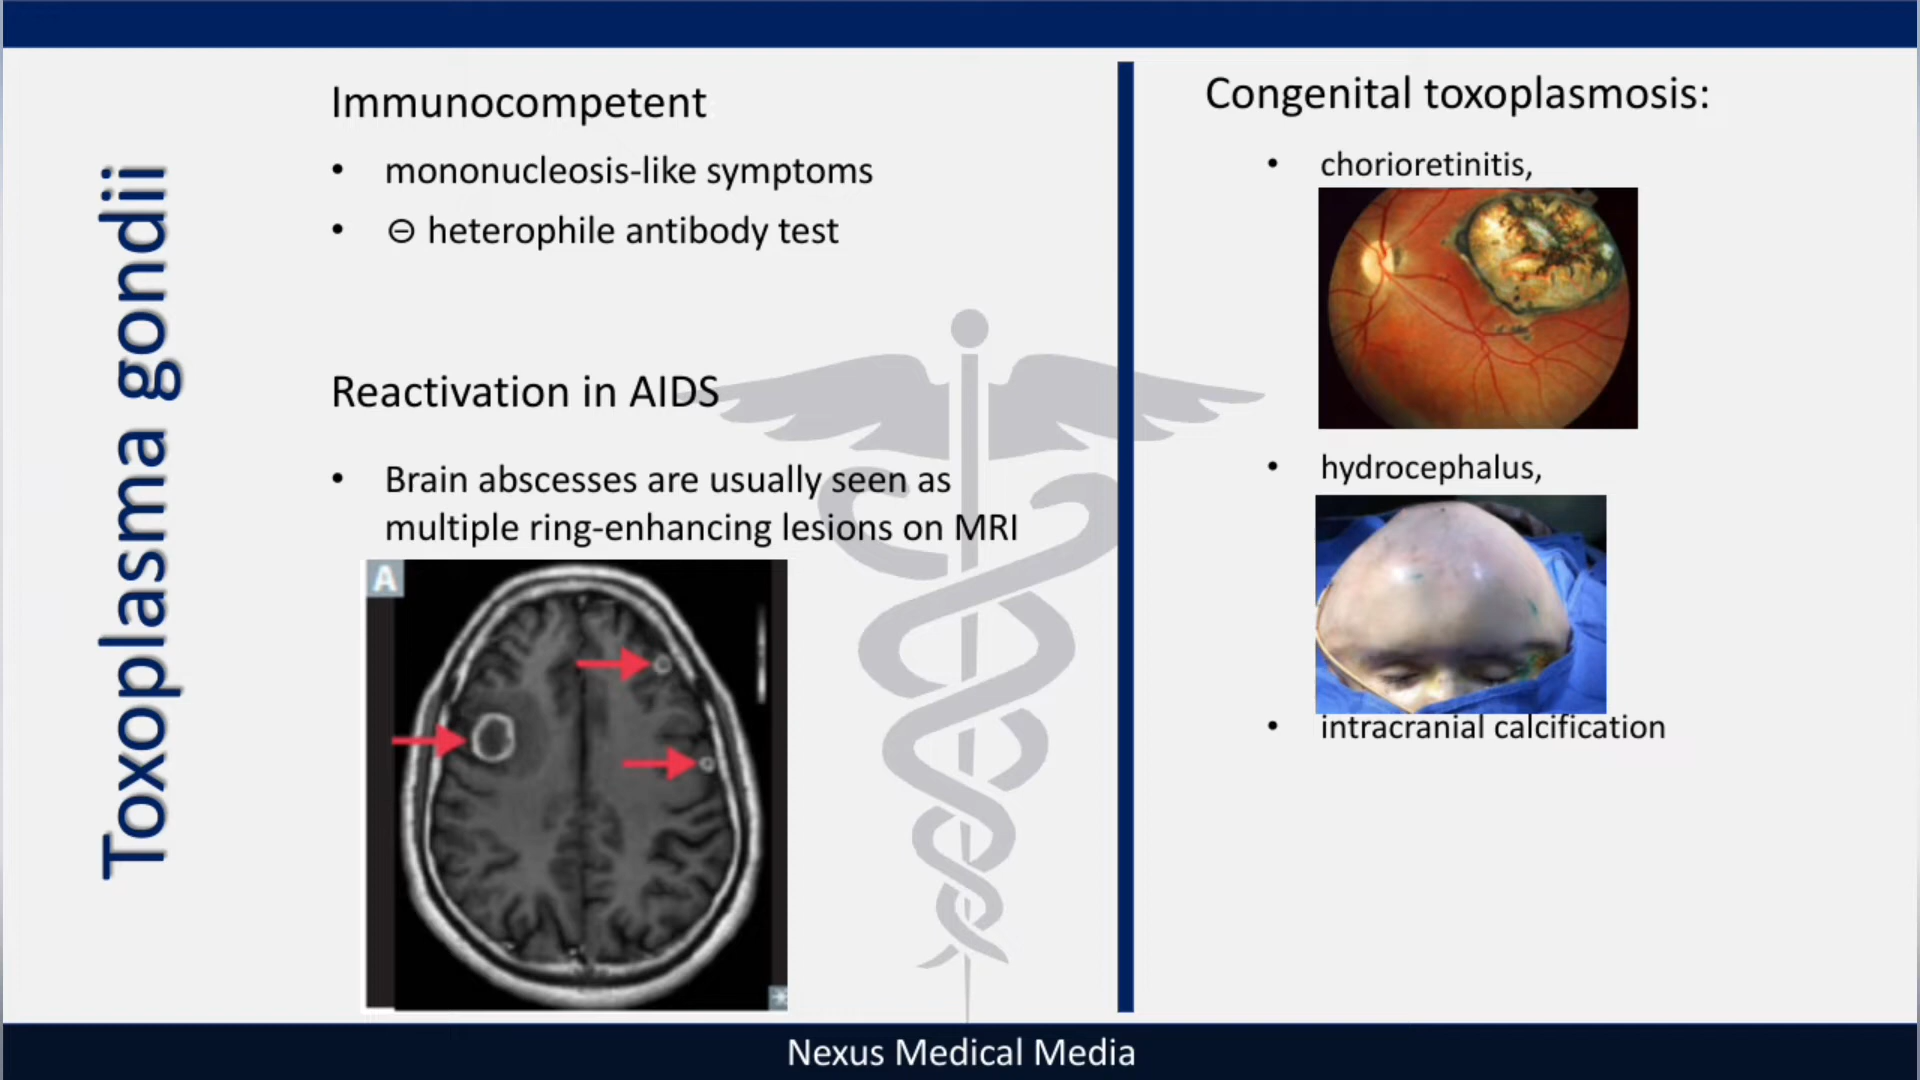 Toxoplasma gondii
Immunocompetent
• mononucleosis-like symptoms
• ⊖ heterophile antibody test
Reactivation in AIDS
• Brain abscesses are usually seen as
multiple ring-enhancing lesions on MRI
A
Congenital toxoplasmosis:
• chorioretinitis,
• hydrocephalus,
• intracranial calcification
Nexus Medical Media